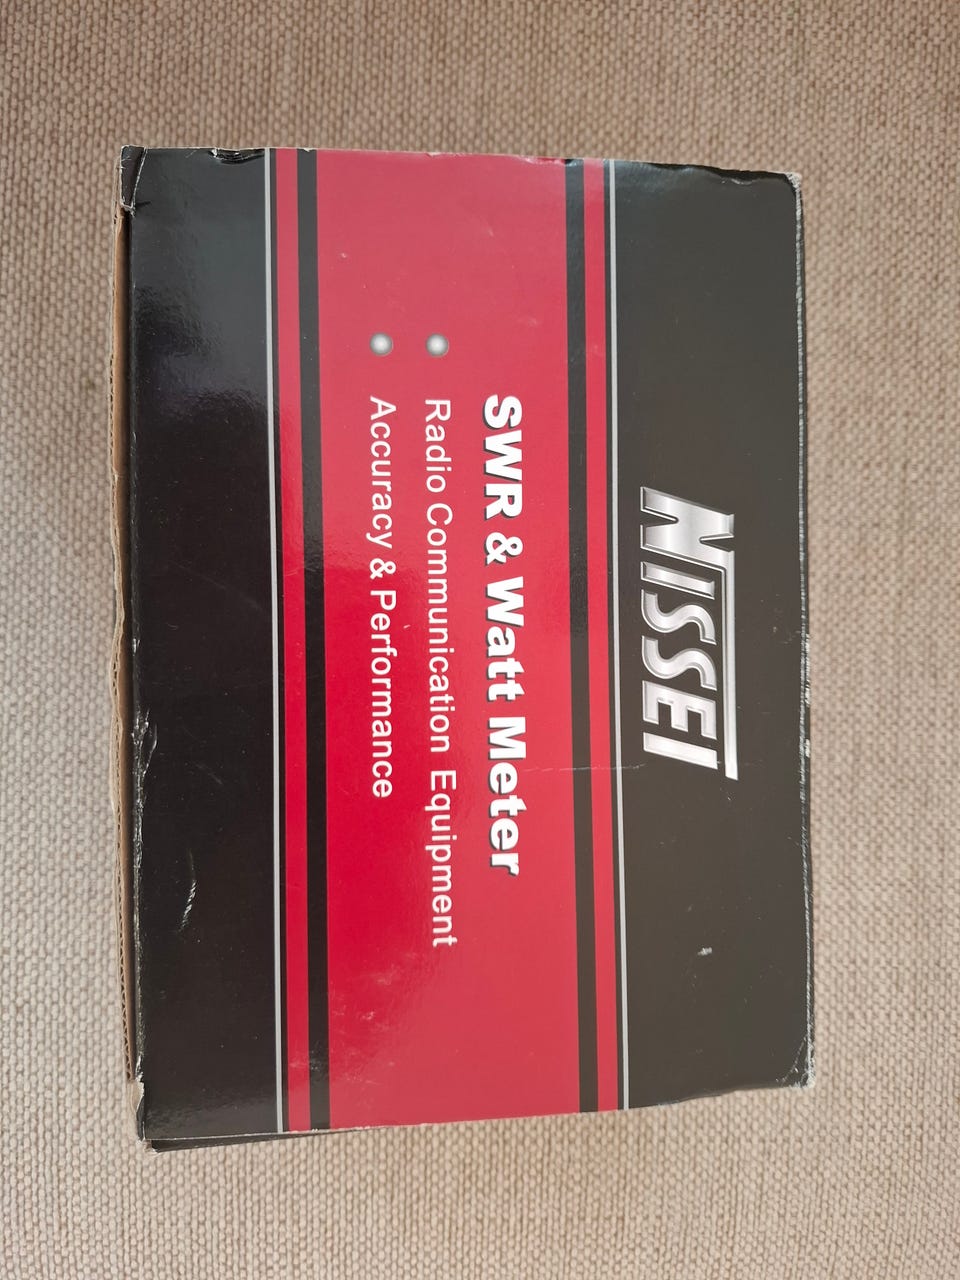 NISSEI
SWR & Watt Meter
Radio Communication Equipment
Accuracy & Performance